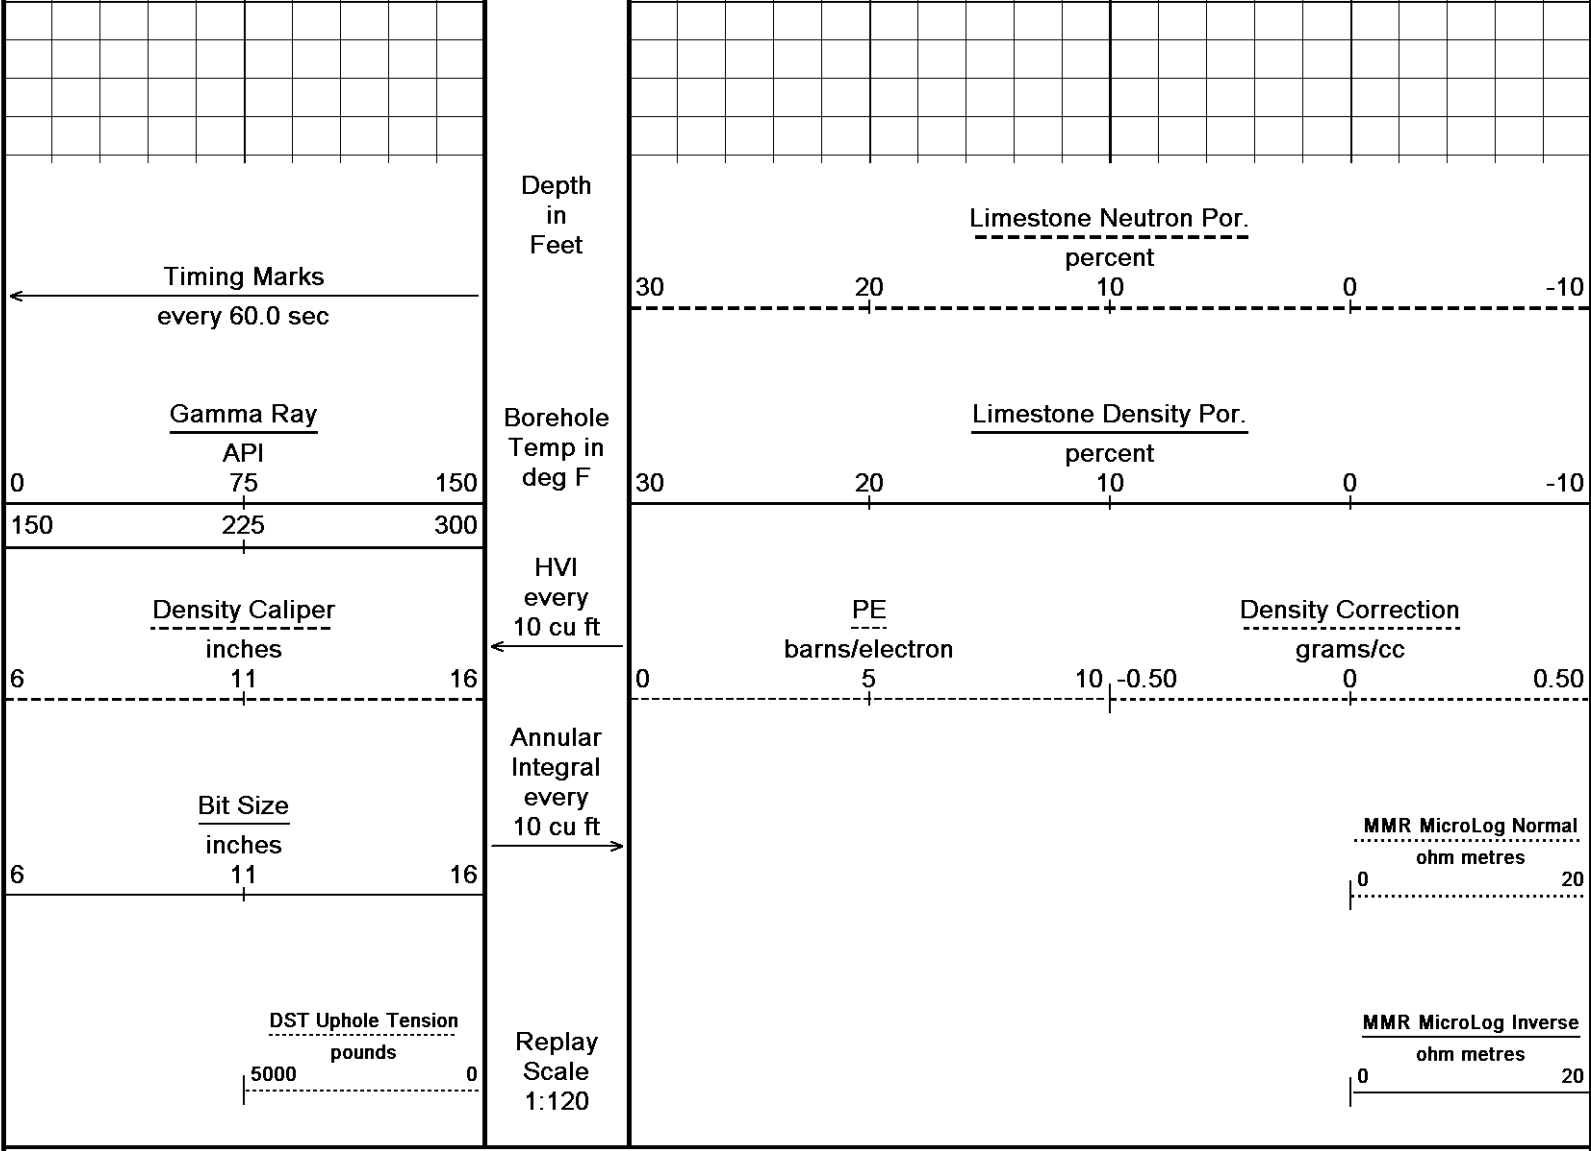 Depth
in
Feet
Timing Marks
every 60.0 sec
Gamma Ray
API
0 75 150
150 225 300
Density Caliper
inches
6 11 16
Bit Size
inches
6 11 16
DST Uphole Tension
pounds
5000 0
Borehole
Temp in
deg F
HVI
every
10 cu ft
Annular
Integral
every
10 cu ft
Replay
Scale
1:120
Limestone Neutron Por.
percent
30 20 10 0 -10
Limestone Density Por.
percent
30 20 10 0 -10
PE
barns/electron
0 5 10
Density Correction
grams/cc
-0.50 0 0.50
MMR MicroLog Normal
ohm metres
0 20
MMR MicroLog Inverse
ohm metres
0 20